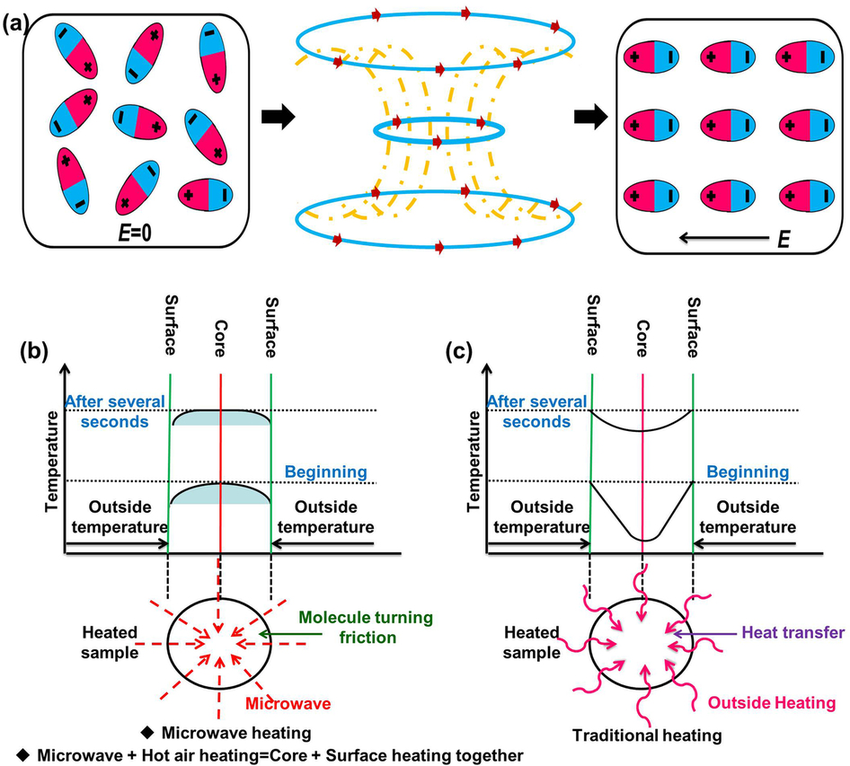 (a)
E=0
E
(b)
Surface
Core
Surface
Temperature
After several
seconds
Beginning
Outside
temperature
Outside
temperature
Heated
sample
Molecule turning
friction
Microwave
◆ Microwave heating
◆ Microwave + Hot air heating=Core + Surface heating together
(c)
Surface
Core
Surface
Temperature
After several
seconds
Beginning
Outside
temperature
Outside
temperature
Heated
sample
Heat transfer
Outside Heating
Traditional heating